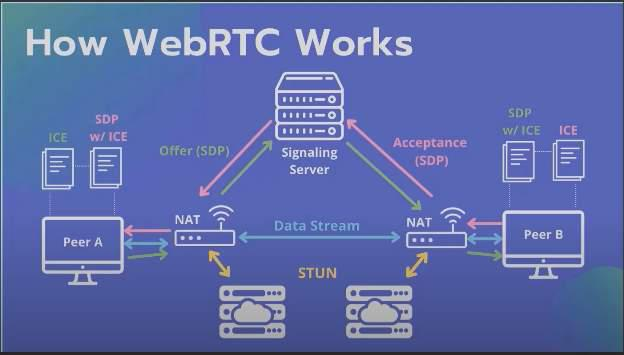 How WebRTC Works
ICE
SDP
w/ ICE
Offer (SDP)
Signaling
Server
Acceptance
(SDP)
SDP
w/ ICE
ICE
Peer A
NAT
Data Stream
NAT
Peer B
STUN